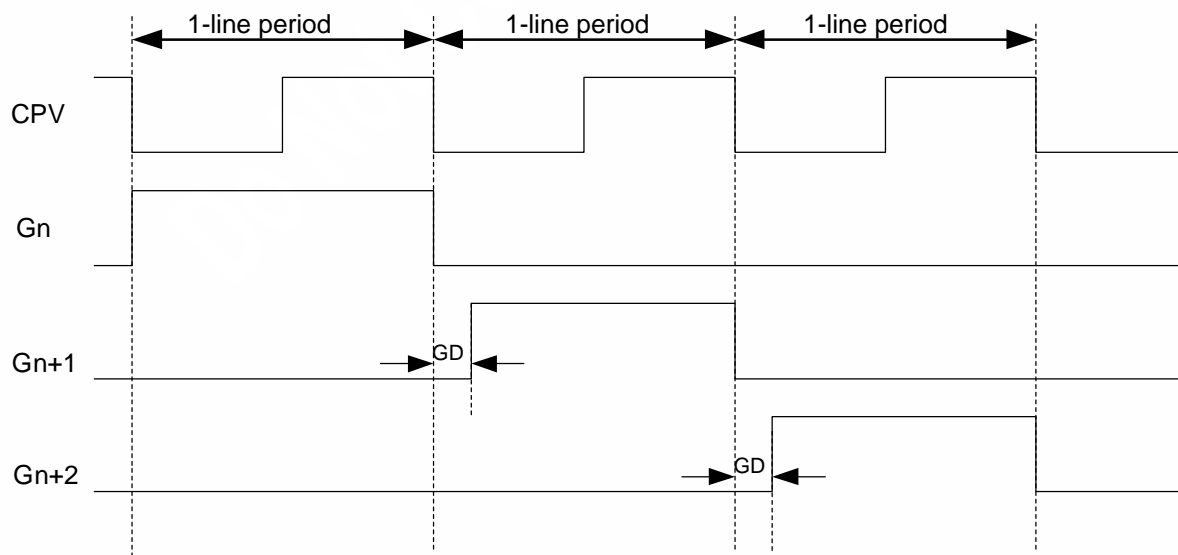 1-line period 1-line period 1-line period
CPV
Gn
Gn+1 GD
Gn+2 GD